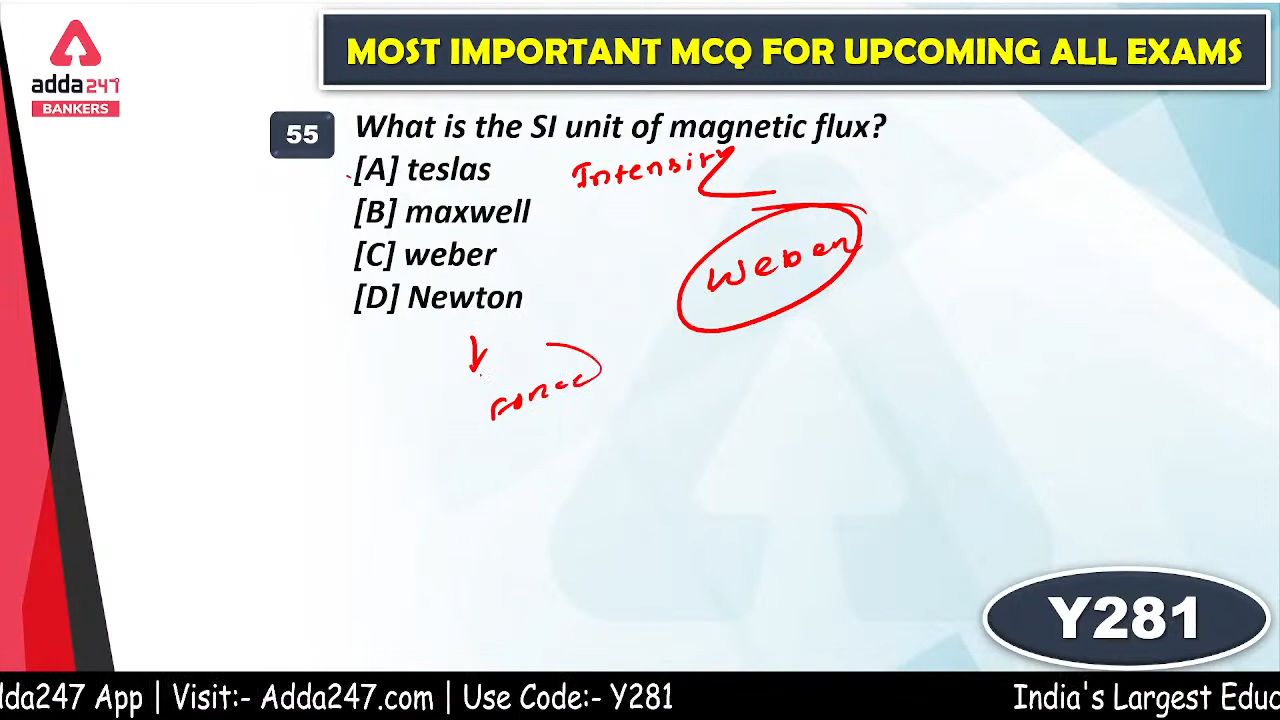 adda247
BANKERS
MOST IMPORTANT MCQ FOR UPCOMING ALL EXAMS
55 What is the SI unit of magnetic flux?
[A] teslas
Intensity
[B] maxwell
[C] weber
Weber
[D] Newton
Force
Y281
dda247 App | Visit:- Adda247.com | Use Code:- Y281
India's Largest Educ